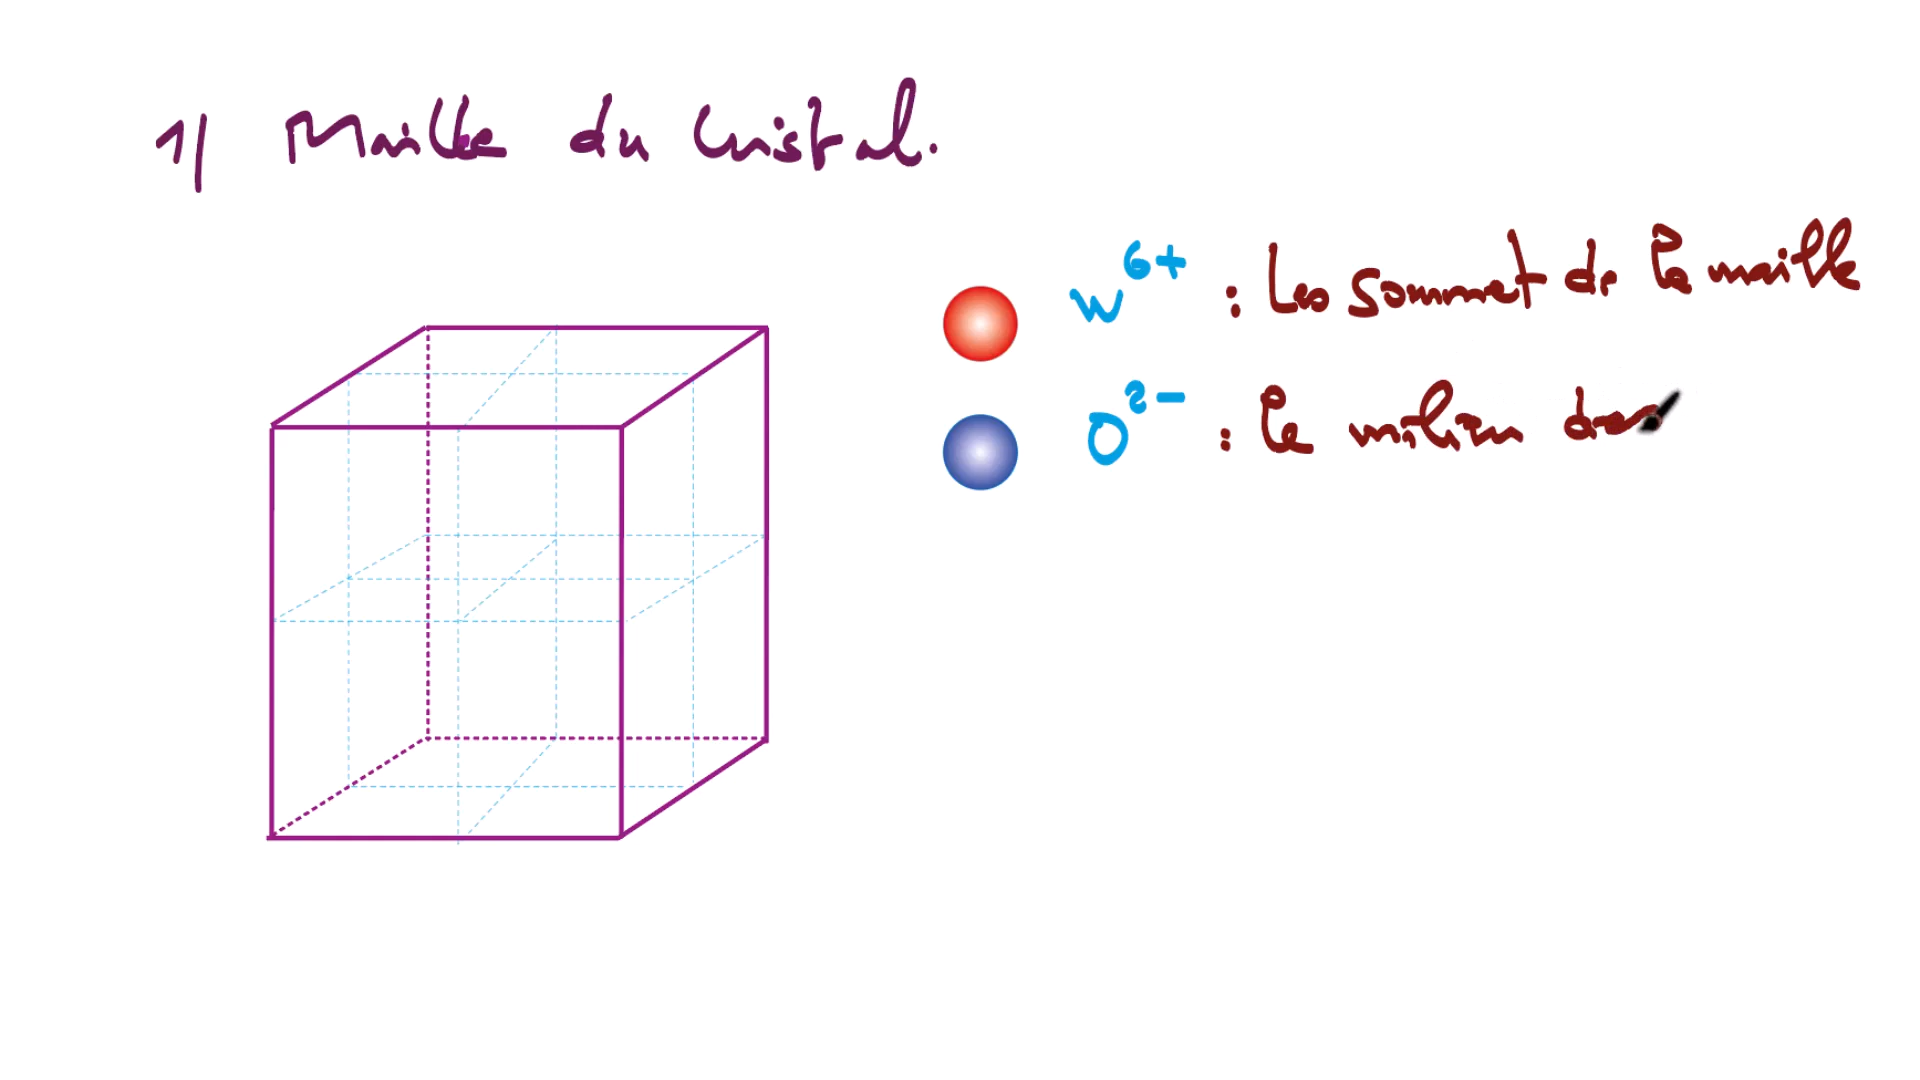 1) Maille du Cristal.
W⁶⁺ : Les sommet de la maille
O²⁻ : le milieu des